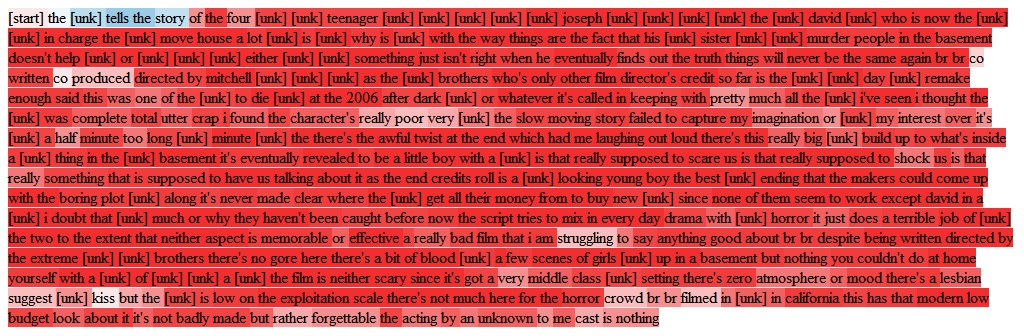 [start] the [unk] tells the story of the four [unk] [unk] teenager [unk] [unk] [unk] [unk] [unk] joseph [unk] [unk] [unk] [unk] the [unk] david [unk] who is now the [unk]
[unk] in charge the [unk] move house a lot [unk] is [unk] why is [unk] with the way things are the fact that his [unk] sister [unk] [unk] murder people in the basement
doesn't help [unk] or [unk] [unk] [unk] either [unk] [unk] something just isn't right when he eventually finds out the truth things will never be the same again br br co
written co produced directed by mitchell [unk] [unk] [unk] as the [unk] brothers who's only other film director's credit so far is the [unk] [unk] day [unk] remake
enough said this was one of the [unk] to die [unk] at the 2006 after dark [unk] or whatever it's called in keeping with pretty much all the [unk] i've seen i thought the
[unk] was complete total utter crap i found the character's really poor very [unk] the slow moving story failed to capture my imagination or [unk] my interest over it's
[unk] a half minute too long [unk] minute [unk] the there's the awful twist at the end which had me laughing out loud there's this really big [unk] build up to what's inside
a [unk] thing in the [unk] basement it's eventually revealed to be a little boy with a [unk] is that really supposed to scare us is that really supposed to shock us is that
really something that is supposed to have us talking about it as the end credits roll is a [unk] looking young boy the best [unk] ending that the makers could come up
with the boring plot [unk] along it's never made clear where the [unk] get all their money from to buy new [unk] since none of them seem to work except david in a
[unk] i doubt that [unk] much or why they haven't been caught before now the script tries to mix in every day drama with [unk] horror it just does a terrible job of [unk]
the two to the extent that neither aspect is memorable or effective a really bad film that i am struggling to say anything good about br br despite being written directed by
the extreme [unk] brothers there's no gore here there's a bit of blood [unk] a few scenes of girls [unk] up in a basement but nothing you couldn't do at home
yourself with a [unk] of [unk] [unk] a [unk] the film is neither scary since it's got a very middle class [unk] setting there's zero atmosphere or mood there's a lesbian
suggest [unk] kiss but the [unk] is low on the exploitation scale there's not much here for the horror crowd br br filmed in [unk] in california this has that modern low
budget look about it it's not badly made but rather forgettable the acting by an unknown to me cast is nothing